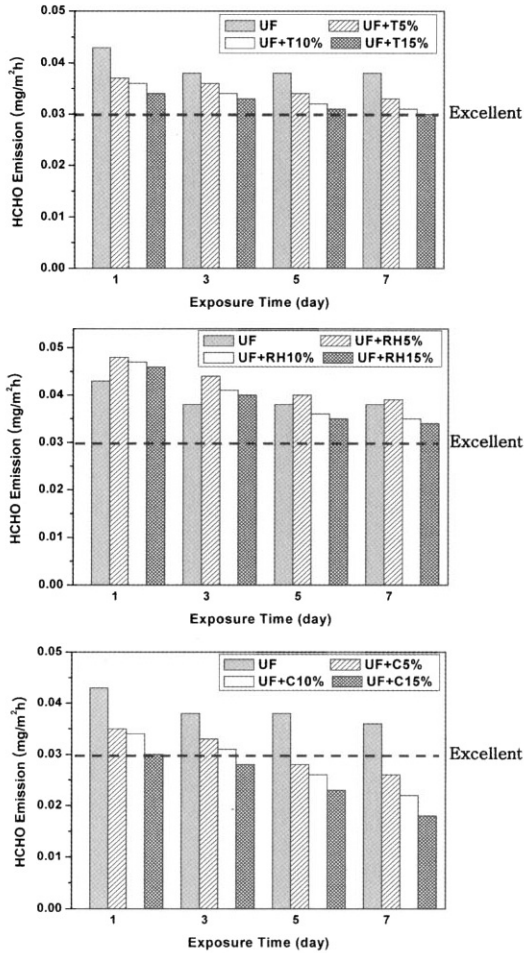 UF UF+T5%
UF+T10% UF+T15%
0.05
0.04
0.03
0.02
0.01
0.00
HCHO Emission (mg/m²h)
Excellent
1 3 5 7
Exposure Time (day)
UF UF+RH5%
UF+RH10% UF+RH15%
0.05
0.04
0.03
0.02
0.01
0.00
HCHO Emission (mg/m²h)
Excellent
1 3 5 7
Exposure Time (day)
UF UF+C5%
UF+C10% UF+C15%
0.05
0.04
0.03
0.02
0.01
0.00
HCHO Emission (mg/m²h)
Excellent
1 3 5 7
Exposure Time (day)